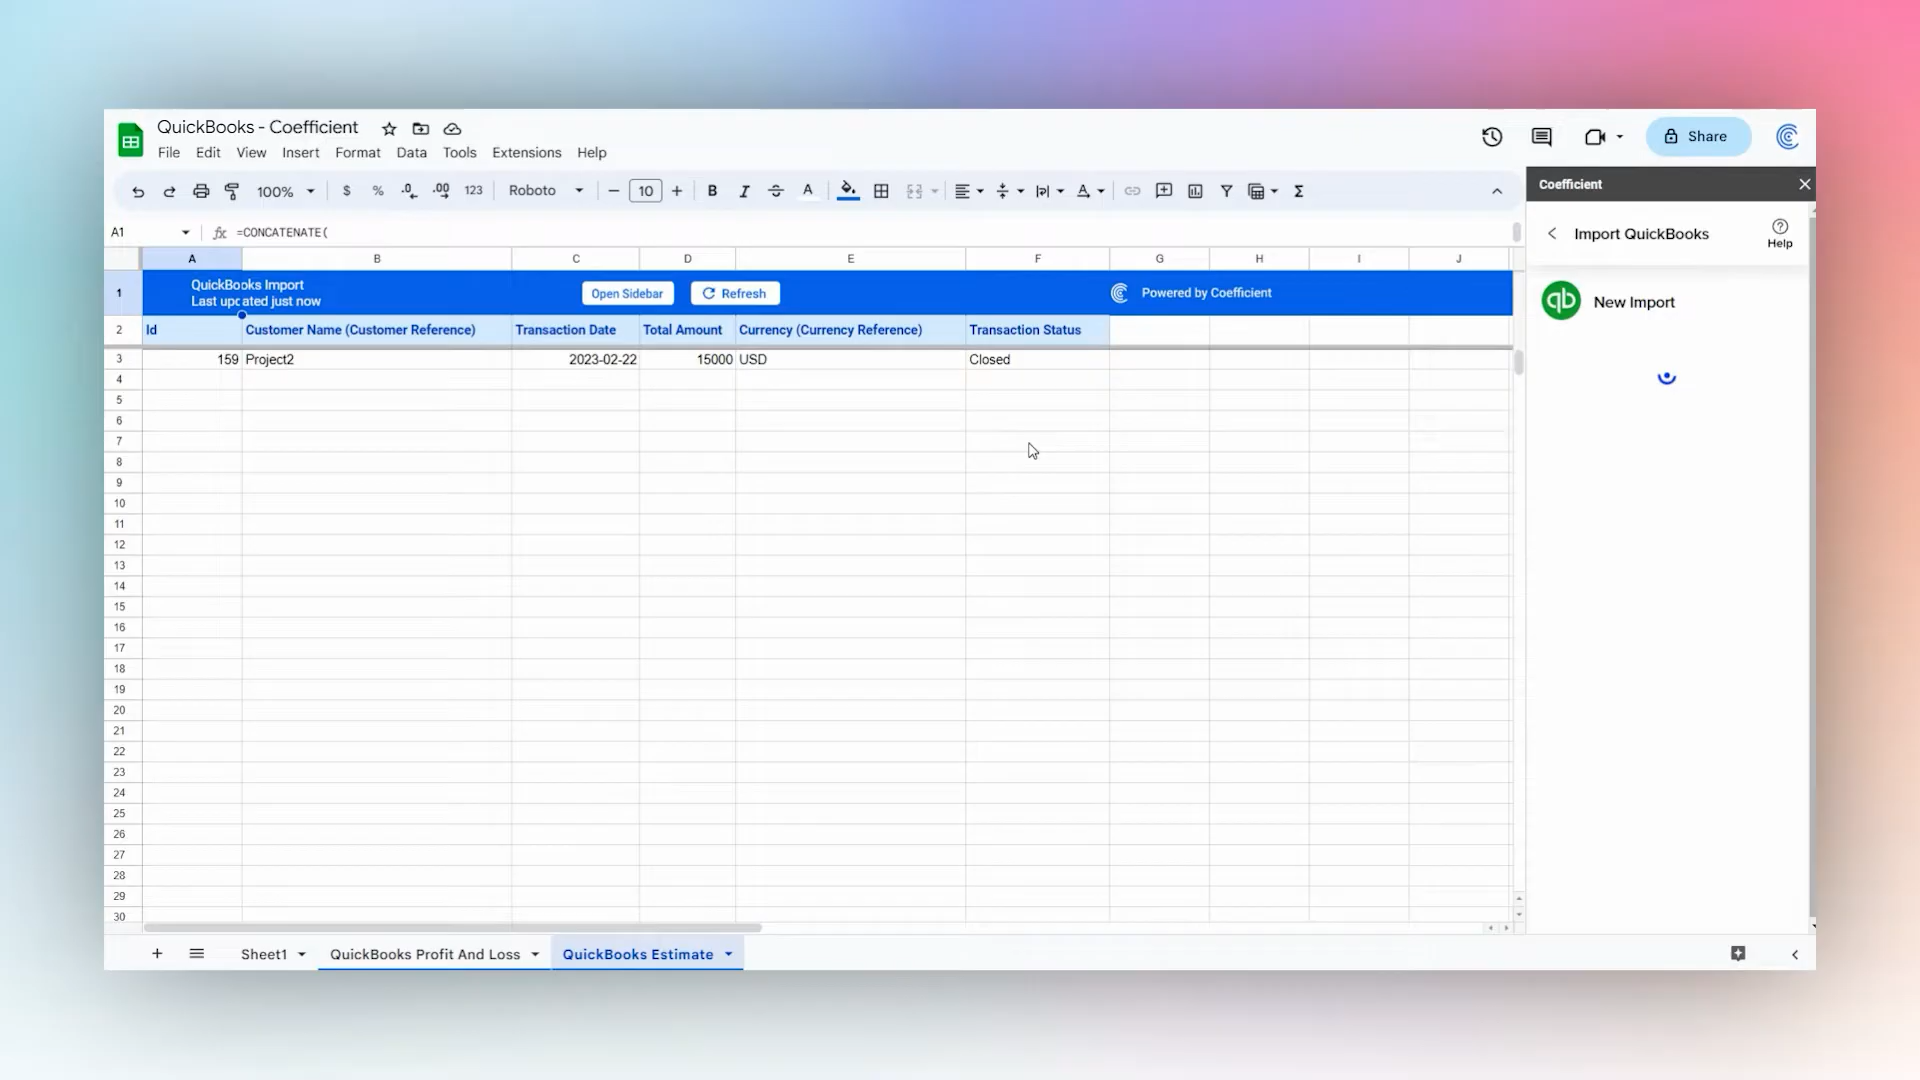 QuickBooks - Coefficient
File Edit View Insert Format Data Tools Extensions Help
Share
100% $ % .0 .00 123 Roboto 10 B I A A Σ
Coefficient
A1 fx =CONCATENATE(
Import QuickBooks
Help
A B C D E F G H I J
1
QuickBooks Import
Last updated just now
Open Sidebar
Refresh
Powered by Coefficient
New Import
2 Id Customer Name (Customer Reference) Transaction Date Total Amount Currency (Currency Reference) Transaction Status
3 159 Project2 2023-02-22 15000 USD Closed
4
5
6
7
8
9
10
11
12
13
14
15
16
17
18
19
20
21
22
23
24
25
26
27
28
29
30
Sheet1 QuickBooks Profit And Loss QuickBooks Estimate